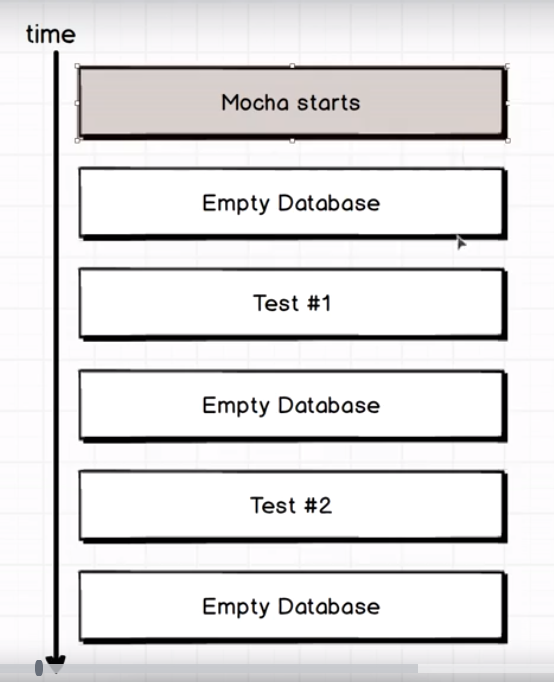 time
Mocha starts
Empty Database
Test #1
Empty Database
Test #2
Empty Database